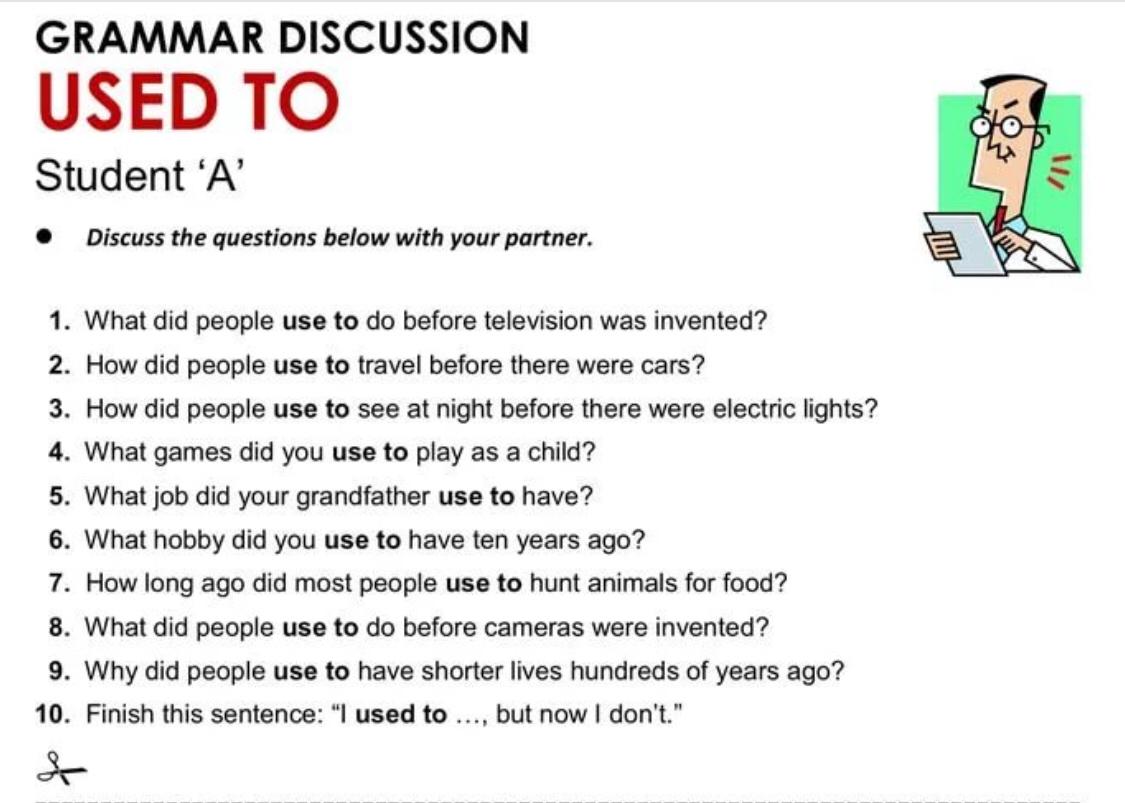 GRAMMAR DISCUSSION
USED TO
Student ‘A’
● Discuss the questions below with your partner.
1. What did people use to do before television was invented?
2. How did people use to travel before there were cars?
3. How did people use to see at night before there were electric lights?
4. What games did you use to play as a child?
5. What job did your grandfather use to have?
6. What hobby did you use to have ten years ago?
7. How long ago did most people use to hunt animals for food?
8. What did people use to do before cameras were invented?
9. Why did people use to have shorter lives hundreds of years ago?
10. Finish this sentence: “I used to …, but now I don’t.”